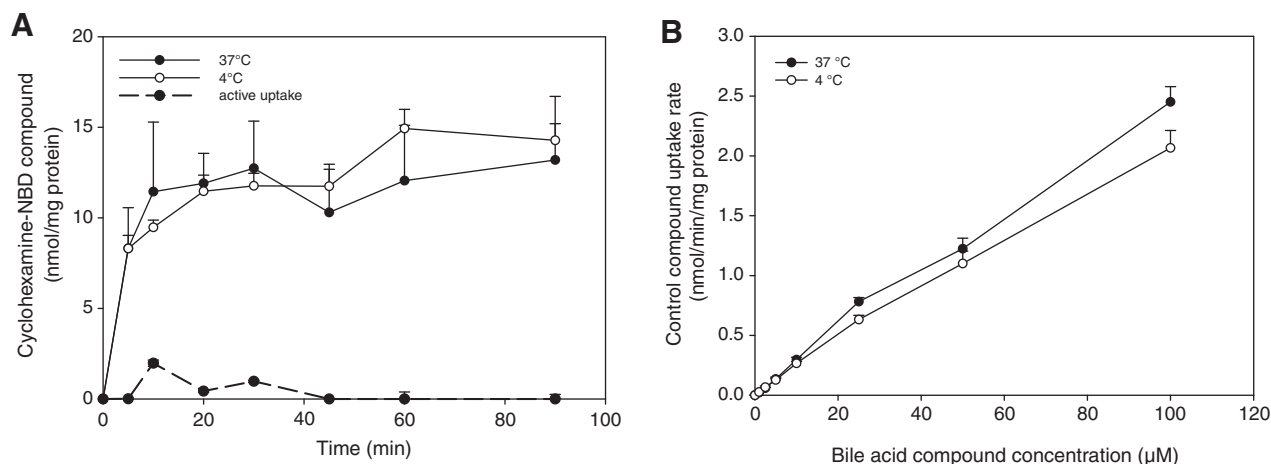 A
Cyclohexamine-NBD compound
(nmol/mg protein)
20
15
10
5
0
37°C
4°C
active uptake
0
20
40
60
80
100
Time (min)
B
Control compound uptake rate
(nmol/min/mg protein)
3.0
2.5
2.0
1.5
1.0
0.5
0.0
37 °C
4 °C
0
20
40
60
80
100
120
Bile acid compound concentration (µM)